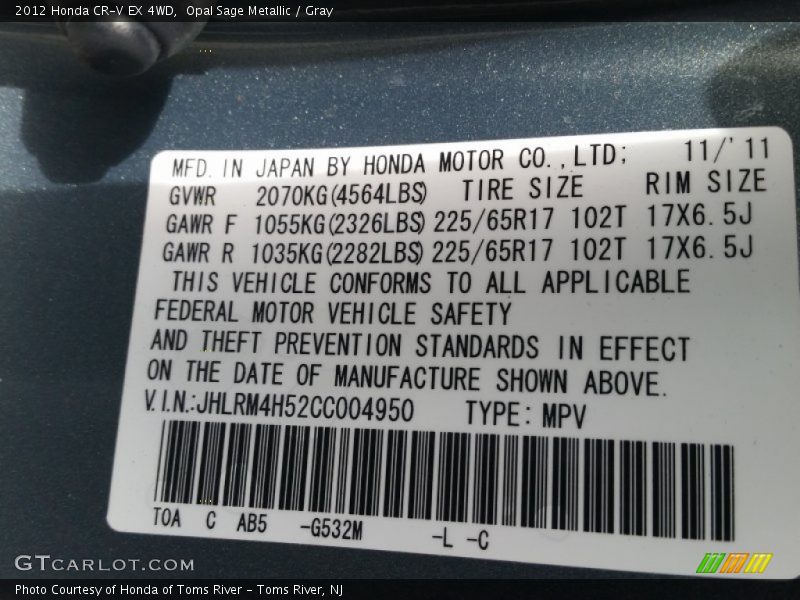 2012 Honda CR-V EX 4WD, Opal Sage Metallic / Gray
MFD. IN JAPAN BY HONDA MOTOR CO.,LTD; 11/'11
GVWR 2070KG(4564LBS) TIRE SIZE RIM SIZE
GAWR F 1055KG(2326LBS) 225/65R17 102T 17X6.5J
GAWR R 1035KG(2282LBS) 225/65R17 102T 17X6.5J
THIS VEHICLE CONFORMS TO ALL APPLICABLE
FEDERAL MOTOR VEHICLE SAFETY
AND THEFT PREVENTION STANDARDS IN EFFECT
ON THE DATE OF MANUFACTURE SHOWN ABOVE.
V.I.N.:JHLRM4H52CC004950 TYPE: MPV
TOA C AB5 -G532M -L -C
GTCARLOT.COM
Photo Courtesy of Honda of Toms River - Toms River, NJ